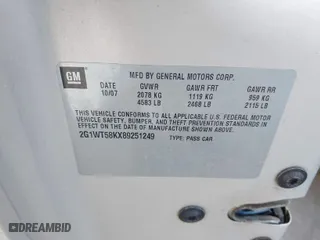 GM
MFD BY GENERAL MOTORS CORP.
DATE GVWR GAWR FRT GAWR RR
10/07 2078 KG 1119 KG 959 KG
4583 LB 2468 LB 2115 LB
THIS VEHICLE CONFORMS TO ALL APPLICABLE U.S. FEDERAL MOTOR
VEHICLE SAFETY, BUMPER, AND THEFT PREVENTION STANDARDS IN
EFFECT ON THE DATE OF MANUFACTURE SHOWN ABOVE.
2G1WT58KX89251249 TYPE: PASS CAR
DREAMBID